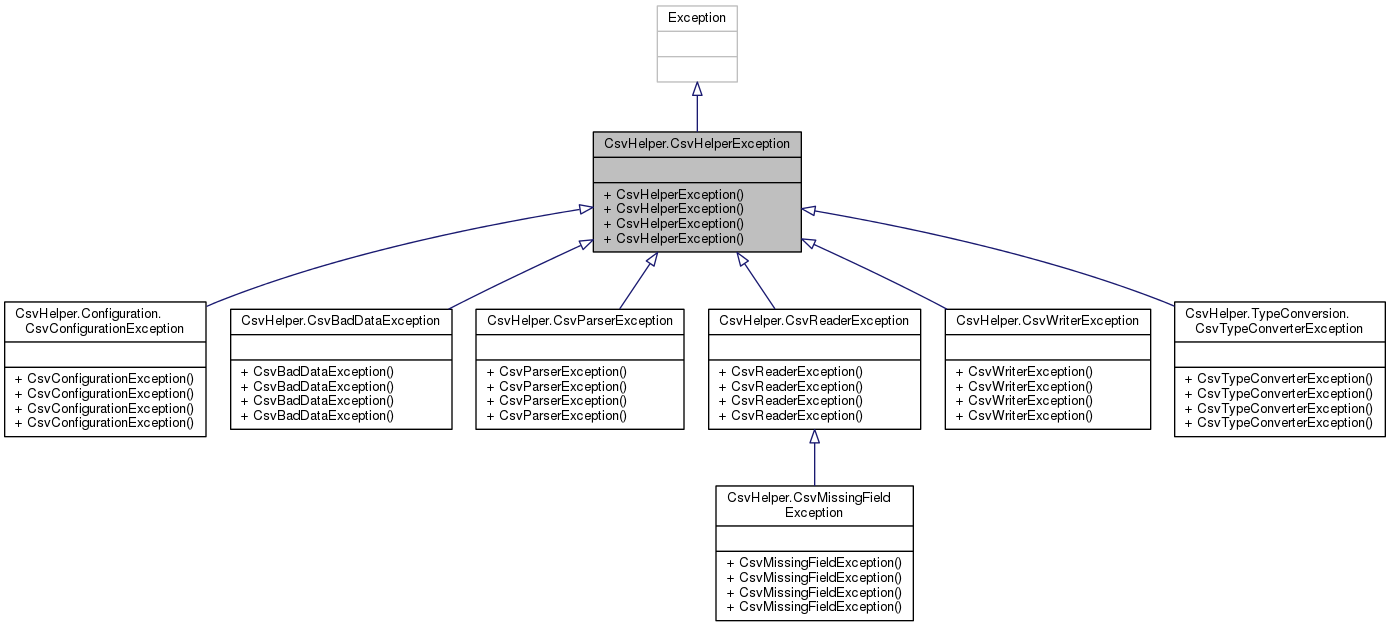 Exception
CsvHelper.CsvHelperException
+ CsvHelperException()
+ CsvHelperException()
+ CsvHelperException()
+ CsvHelperException()
CsvHelper.Configuration.
CsvConfigurationException
+ CsvConfigurationException()
+ CsvConfigurationException()
+ CsvConfigurationException()
+ CsvConfigurationException()
CsvHelper.CsvBadDataException
+ CsvBadDataException()
+ CsvBadDataException()
+ CsvBadDataException()
+ CsvBadDataException()
CsvHelper.CsvParserException
+ CsvParserException()
+ CsvParserException()
+ CsvParserException()
+ CsvParserException()
CsvHelper.CsvReaderException
+ CsvReaderException()
+ CsvReaderException()
+ CsvReaderException()
+ CsvReaderException()
CsvHelper.CsvWriterException
+ CsvWriterException()
+ CsvWriterException()
+ CsvWriterException()
+ CsvWriterException()
CsvHelper.TypeConversion.
CsvTypeConverterException
+ CsvTypeConverterException()
+ CsvTypeConverterException()
+ CsvTypeConverterException()
+ CsvTypeConverterException()
CsvHelper.CsvMissingField
Exception
+ CsvMissingFieldException()
+ CsvMissingFieldException()
+ CsvMissingFieldException()
+ CsvMissingFieldException()